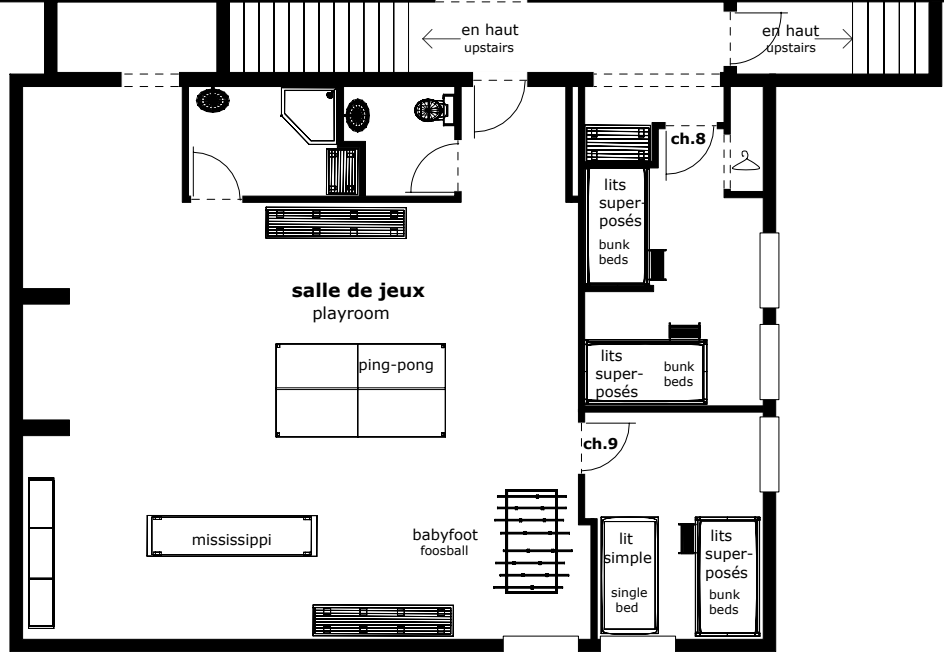 en haut
upstairs
en haut
upstairs
ch.8
lits
super-
posés
bunk
beds
salle de jeux
playroom
ping-pong
lits
super-
posés
bunk
beds
ch.9
mississippi
babyfoot
foosball
lit
simple
single
bed
lits
super-
posés
bunk
beds